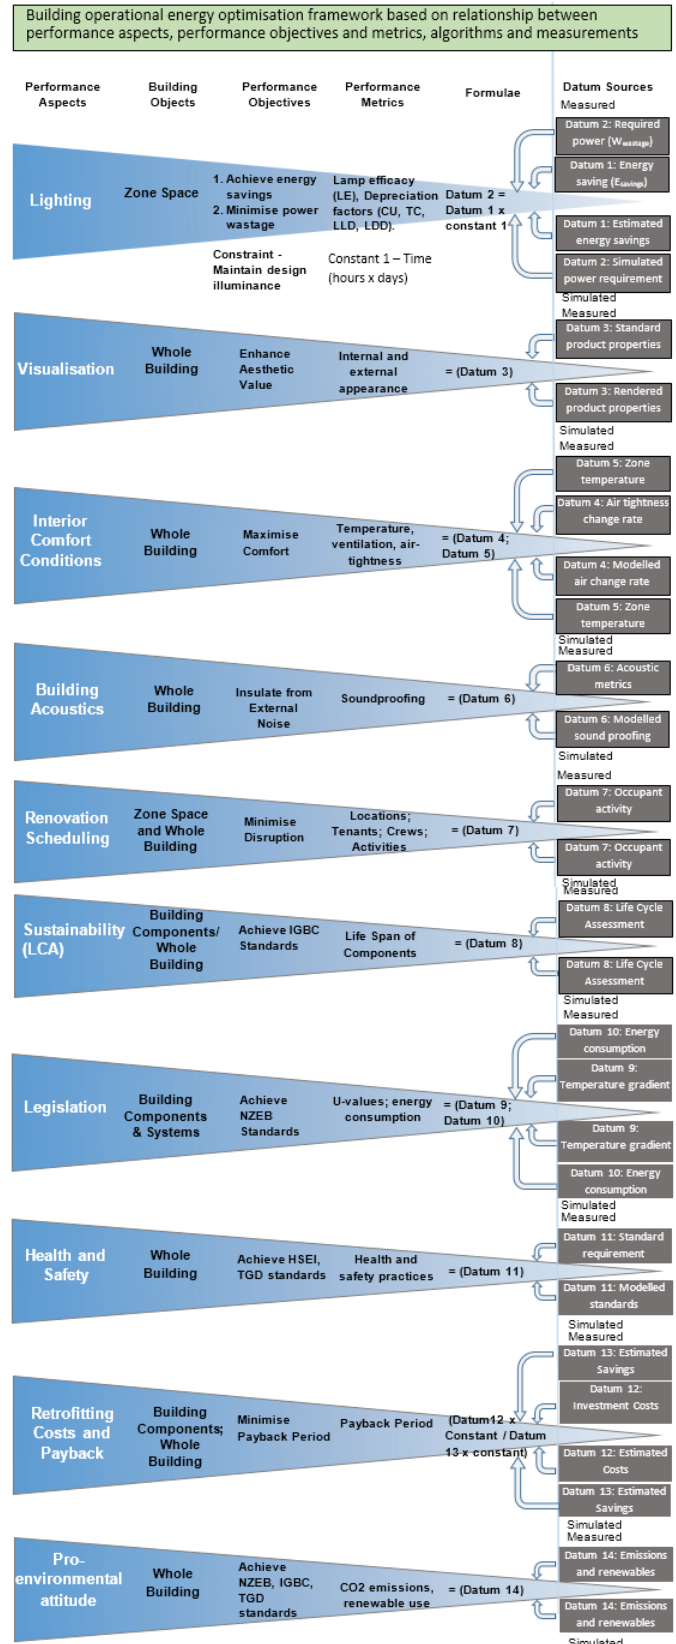 Building operational energy optimisation framework based on relationship between
performance aspects, performance objectives and metrics, algorithms and measurements
Performance
Aspects
Building
Objects
Performance
Objectives
Performance
Metrics
Formulae
Datum Sources
Measured
Lighting
Zone Space
1. Achieve energy
savings
2. Minimise power
wastage
Constraint -
Maintain design
illuminance
Lamp efficacy
(LE), Depreciation
factors (CU, TC,
LLD, LDD).
Constant 1 – Time
(hours x days)
Datum 2 =
Datum 1 x
constant 1
Datum 2: Required
power (Wwastage)
Datum 1: Energy
saving (Esavings)
Datum 1: Estimated
energy savings
Datum 2: Simulated
power requirement
Simulated
Measured
Visualisation
Whole
Building
Enhance
Aesthetic
Value
Internal and
external
appearance
= (Datum 3)
Datum 3: Standard
product properties
Datum 3: Rendered
product properties
Simulated
Measured
Interior
Comfort
Conditions
Whole
Building
Maximise
Comfort
Temperature,
ventilation, air-
tightness
= (Datum 4;
Datum 5)
Datum 5: Zone
temperature
Datum 4: Air tightness
change rate
Datum 4: Modelled
air change rate
Datum 5: Zone
temperature
Simulated
Measured
Building
Acoustics
Whole
Building
Insulate from
External
Noise
Soundproofing
= (Datum 6)
Datum 6: Acoustic
metrics
Datum 6: Modelled
sound proofing
Simulated
Measured
Renovation
Scheduling
Zone Space
and Whole
Building
Minimise
Disruption
Locations;
Tenants; Crews;
Activities
= (Datum 7)
Datum 7: Occupant
activity
Datum 7: Occupant
activity
Simulated
Measured
Sustainability
(LCA)
Building
Components/
Whole
Building
Achieve IGBC
Standards
Life Span of
Components
= (Datum 8)
Datum 8: Life Cycle
Assessment
Datum 8: Life Cycle
Assessment
Simulated
Measured
Legislation
Building
Components
& Systems
Achieve
NZEB
Standards
U-values; energy
consumption
= (Datum 9;
Datum 10)
Datum 10: Energy
consumption
Datum 9:
Temperature gradient
Datum 9:
Temperature gradient
Datum 10: Energy
consumption
Simulated
Measured
Health and
Safety
Whole
Building
Achieve HSEI,
TGD standards
Health and
safety practices
= (Datum 11)
Datum 11: Standard
requirement
Datum 11: Modelled
standards
Simulated
Measured
Retrofitting
Costs and
Payback
Building
Components;
Whole
Building
Minimise
Payback Period
Payback Period
(Datum12 x
Constant / Datum
13 x constant)
Datum 13: Estimated
Savings
Datum 12:
Investment Costs
Datum 12: Estimated
Costs
Datum 13: Estimated
Savings
Simulated
Measured
Pro-
environmental
attitude
Whole
Building
Achieve
NZEB, IGBC,
TGD
standards
CO2 emissions,
renewable use
= (Datum 14)
Datum 14: Emissions
and renewables
Datum 14: Emissions
and renewables
Simulated